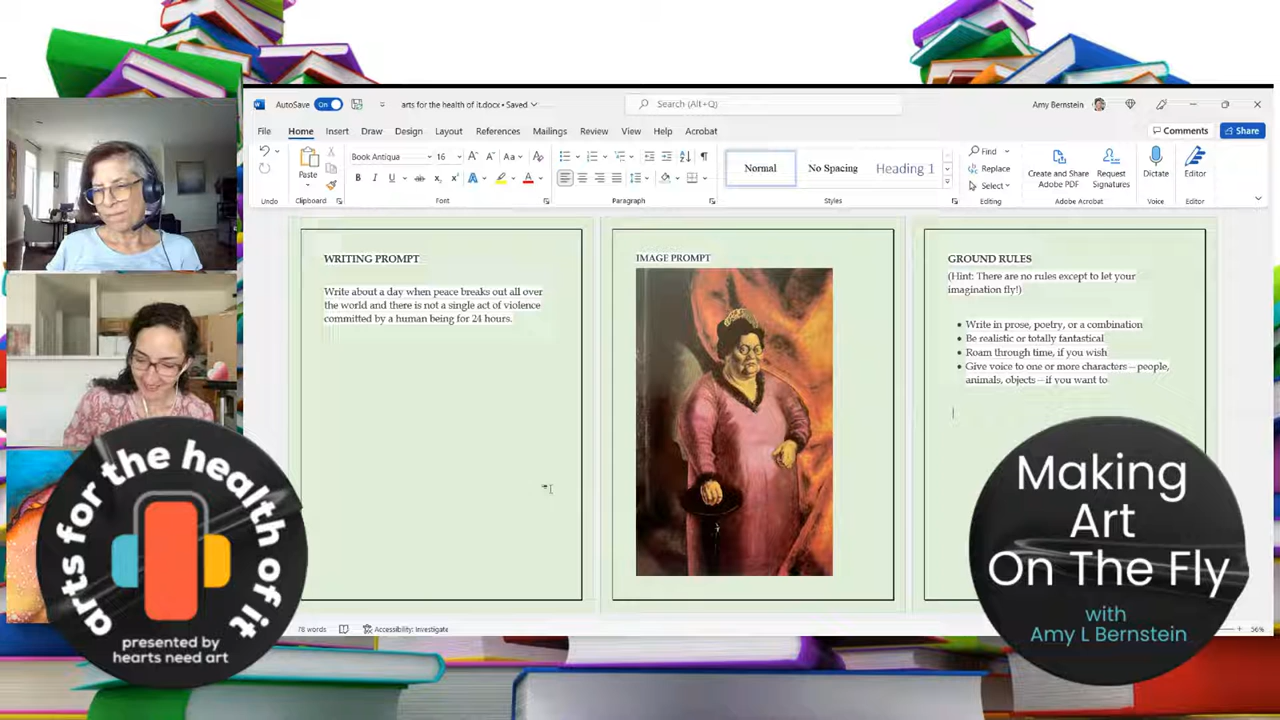 AutoSave On arts for the health of it.docx • Saved Search (Alt+Q) Amy Bernstein
File Home Insert Draw Design Layout References Mailings Review View Help Acrobat Comments Share
Book Antiqua 16 Aa
Paste
B I U
Normal No Spacing Heading 1
Find
Replace
Select
Create and Share
Adobe PDF
Request
Signatures
Dictate
Editor
Undo Clipboard Font Paragraph Styles Editing Adobe Acrobat Voice Editor
WRITING PROMPT
Write about a day when peace breaks out all over
the world and there is not a single act of violence
committed by a human being for 24 hours.
IMAGE PROMPT
GROUND RULES
(Hint: There are no rules except to let your
imagination fly!)
• Write in prose, poetry, or a combination
• Be realistic or totally fantastical
• Roam through time, if you wish
• Give voice to one or more characters—people,
animals, objects—if you want to
arts for the health of it
presented by
hearts need art
Making
Art
On The Fly
with
Amy L Bernstein
78 words Accessibility: Investigate 56%